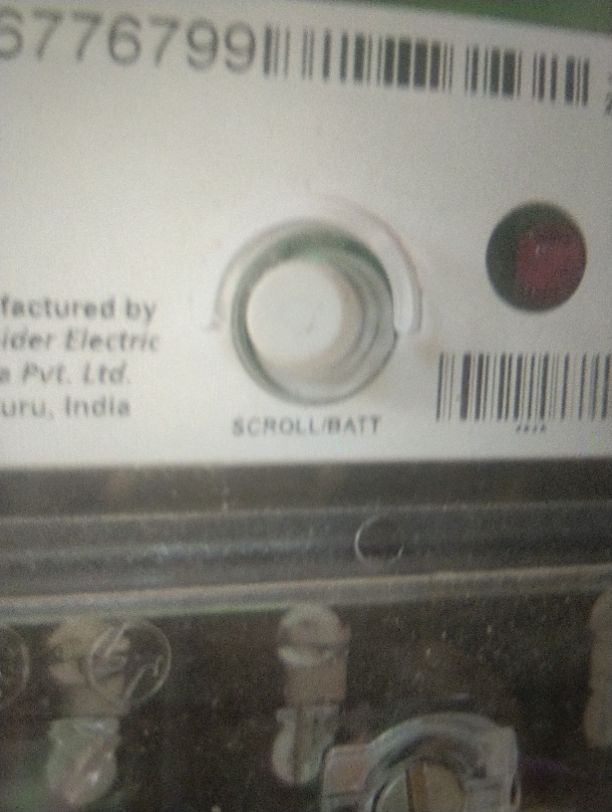 6776799
factured by
ider Electric
a Pvt. Ltd.
uru, India
SCROLL/BATT